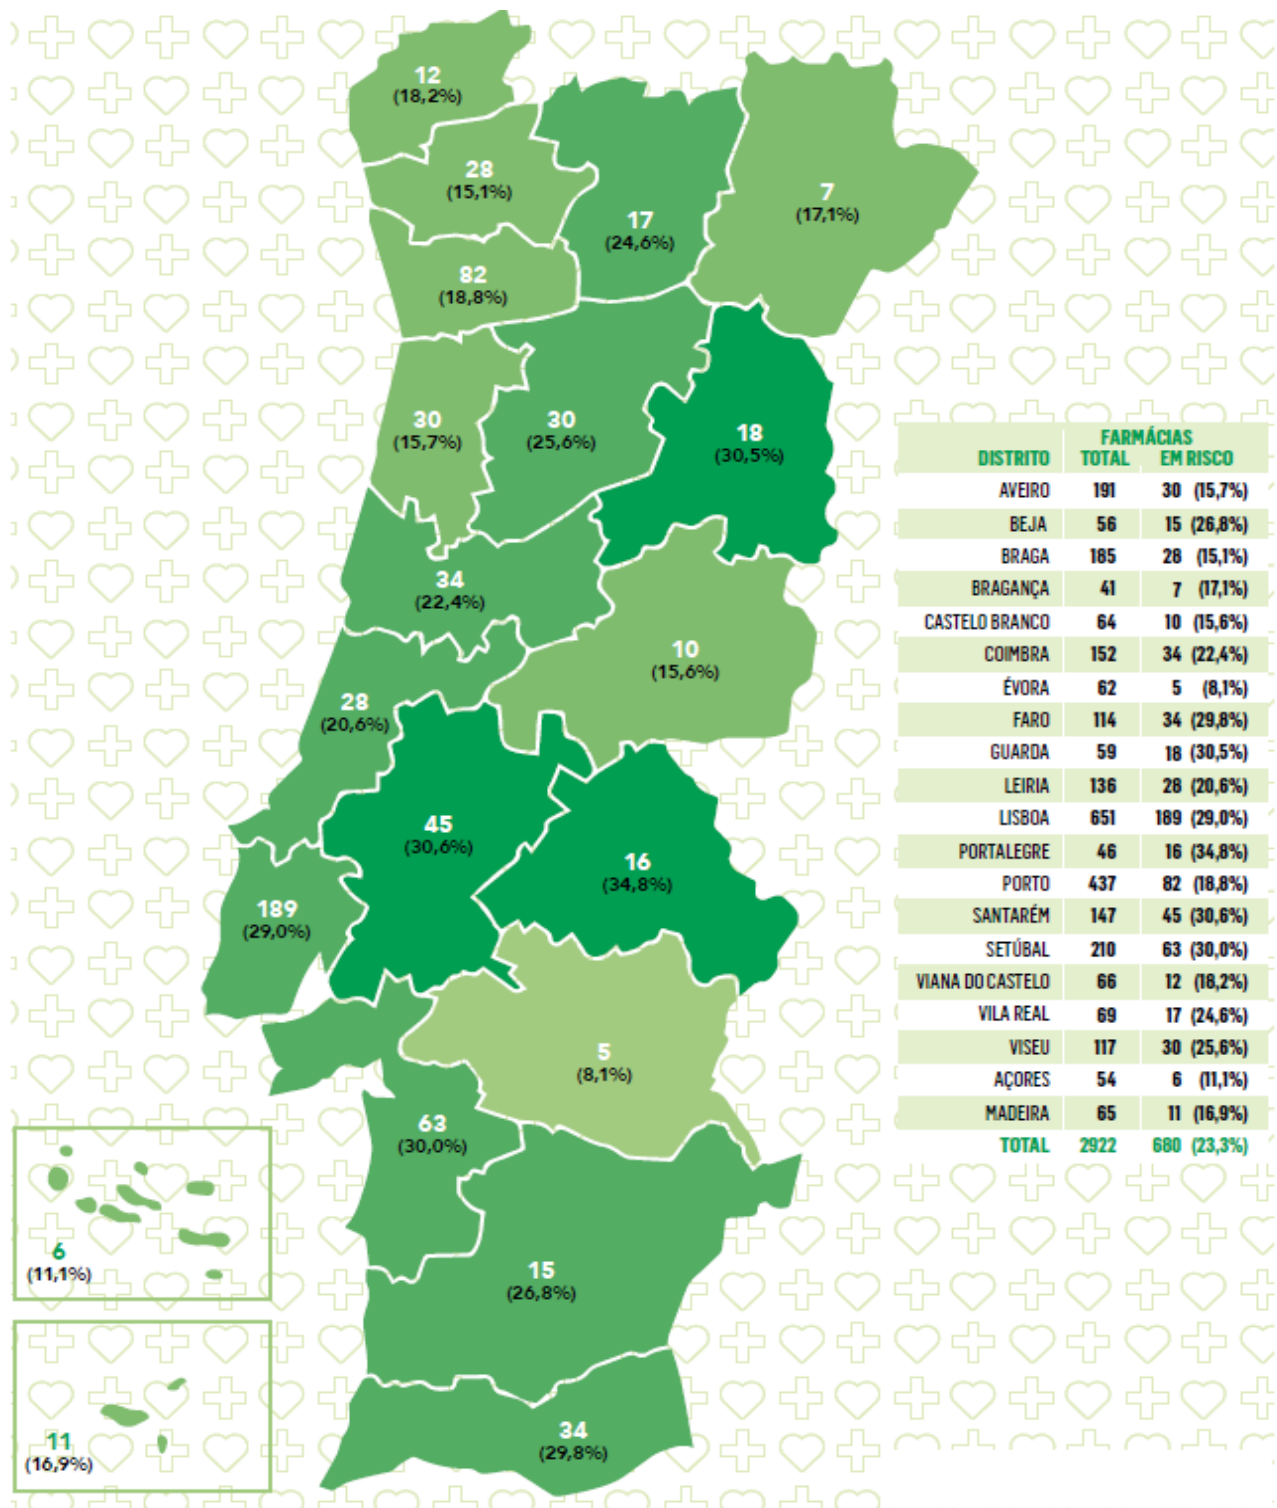 12
(18,2%)
28
(15,1%)
17
(24,6%)
7
(17,1%)
82
(18,8%)
30
(15,7%)
30
(25,6%)
18
(30,5%)
34
(22,4%)
10
(15,6%)
28
(20,6%)
45
(30,6%)
16
(34,8%)
189
(29,0%)
5
(8,1%)
63
(30,0%)
6
(11,1%)
15
(26,8%)
11
(16,9%)
34
(29,8%)
FARMÁCIAS
DISTRITO TOTAL EM RISCO
AVEIRO 191 30 (15,7%)
BEJA 56 15 (26,8%)
BRAGA 185 28 (15,1%)
BRAGANÇA 41 7 (17,1%)
CASTELO BRANCO 64 10 (15,6%)
COIMBRA 152 34 (22,4%)
ÉVORA 62 5 (8,1%)
FARO 114 34 (29,8%)
GUARDA 59 18 (30,5%)
LEIRIA 136 28 (20,6%)
LISBOA 651 189 (29,0%)
PORTALEGRE 46 16 (34,8%)
PORTO 437 82 (18,8%)
SANTARÉM 147 45 (30,6%)
SETÚBAL 210 63 (30,0%)
VIANA DO CASTELO 66 12 (18,2%)
VILA REAL 69 17 (24,6%)
VISEU 117 30 (25,6%)
AÇORES 54 6 (11,1%)
MADEIRA 65 11 (16,9%)
TOTAL 2922 680 (23,3%)